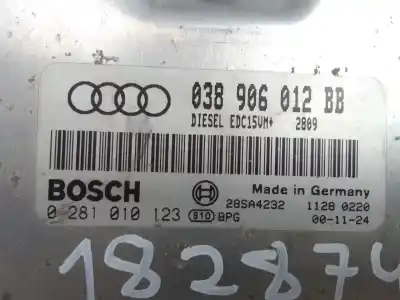 038 906 012 BB
DIESEL EDC15VM+ 2809
BOSCH
Made in Germany
0 281 010 123 810 BPG
28SA4232 1128 0220
00-11-24
182874